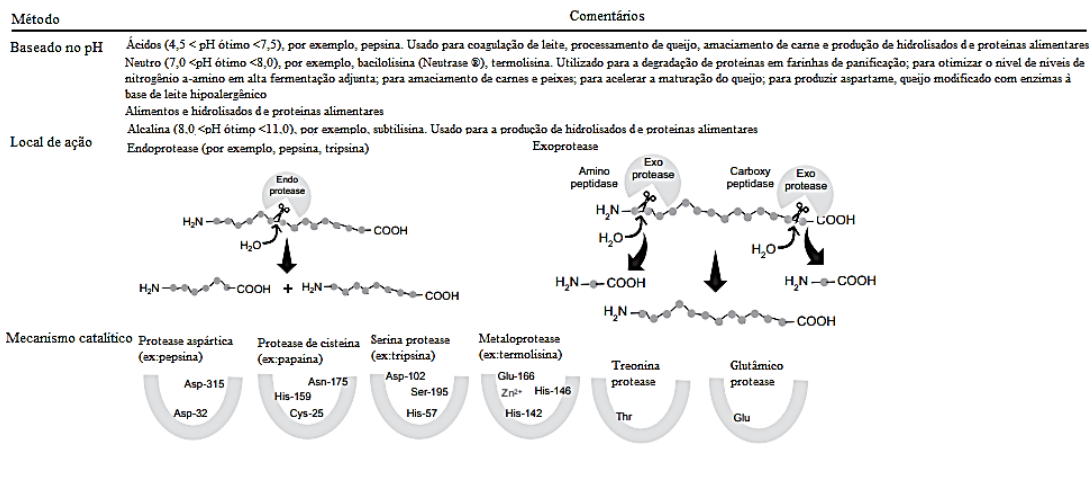 Método Comentários
Baseado no pH Ácidos (4,5 < pH ótimo <7,5), por exemplo, pepsina. Usado para coagulação de leite, processamento de queijo, amaciamento de carne e produção de hidrolisados de proteinas alimentares
Neutro (7,0 <pH ótimo <8,0), por exemplo, bacilolisina (Neutrase ®), termolisina. Utilizado para a degradação de proteinas em farinhas de panificação; para otimizar o nivel de niveis de
nitrogênio a-amino em alta fermentação adjunta; para amaciamento de carnes e peixes; para acelerar a maturação do queijo; para produzir aspartame, queijo modificado com enzimas à
base de leite hipoalergênico
Alimentos e hidrolisados de proteinas alimentares
Alcalina (8,0 <pH ótimo <11,0), por exemplo, subtilisina. Usado para a produção de hidrolisados de proteinas alimentares
Local de ação Endoprotease (por exemplo, pepsina, tripsina) Exoprotease
Endo
protease
H₂N COOH
H₂O
H₂N COOH + H₂N COOH
Amino
peptidase
Exo
protease
Carboxy
peptidase
Exo
protease
H₂N COOH
H₂O H₂O
H₂N COOH H₂N COOH
H₂N COOH
Mecanismo catalítico
Protease aspártica
(ex:pepsina)
Asp-315
Asp-32
Protease de cisteina
(ex:papaina)
Asn-175
His-159
Cys-25
Serina protease
(ex:tripsina)
Asp-102
Ser-195
His-57
Metaloprotease
(ex:termolisina)
Glu-166
Zn²⁺ His-146
His-142
Treonina
protease
Thr
Glutâmico
protease
Glu